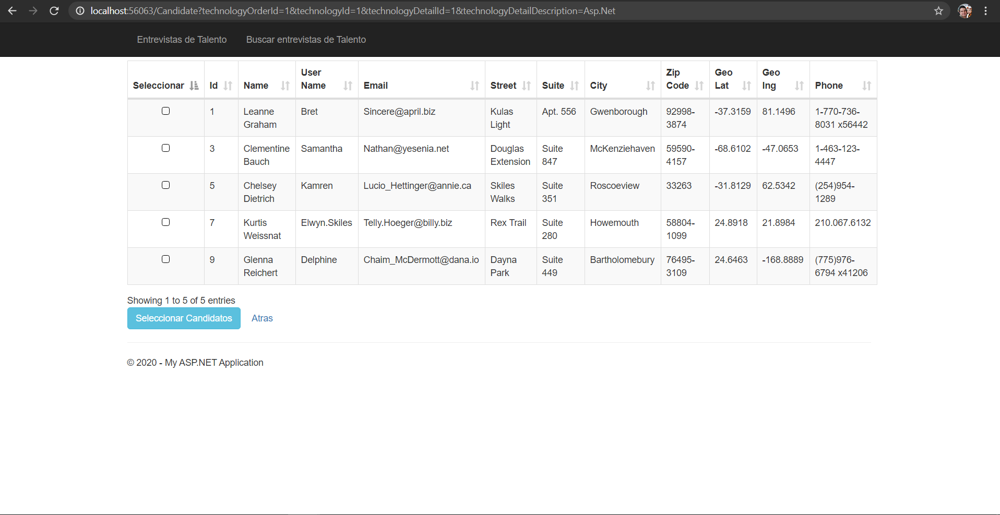 localhost:56063/Candidate?technologyOrderId=1&technologyId=1&technologyDetailId=1&technologyDetailDescription=Asp.Net
Entrevistas de Talento Buscar entrevistas de Talento
Seleccionar Id Name User Name Email Street Suite City Zip Code Geo Lat Geo Ing Phone
1 Leanne Graham Bret Sincere@april.biz Kulas Light Apt. 556 Gwenborough 92998-3874 -37.3159 81.1496 1-770-736-8031 x56442
3 Clementine Bauch Samantha Nathan@yesenia.net Douglas Extension Suite 847 McKenziehaven 59590-4157 -68.6102 -47.0653 1-463-123-4447
5 Chelsey Dietrich Kamren Lucio_Hettinger@annie.ca Skiles Walks Suite 351 Roscoeview 33263 -31.8129 62.5342 (254)954-1289
7 Kurtis Weissnat Elwyn.Skiles Telly.Hoeger@billy.biz Rex Trail Suite 280 Howemouth 58804-1099 24.8918 21.8984 210.067.6132
9 Glenna Reichert Delphine Chaim_McDermott@dana.io Dayna Park Suite 449 Bartholomebury 76495-3109 24.6463 -168.8889 (775)976-6794 x41206
Showing 1 to 5 of 5 entries
Seleccionar Candidatos Atras
© 2020 - My ASP.NET Application